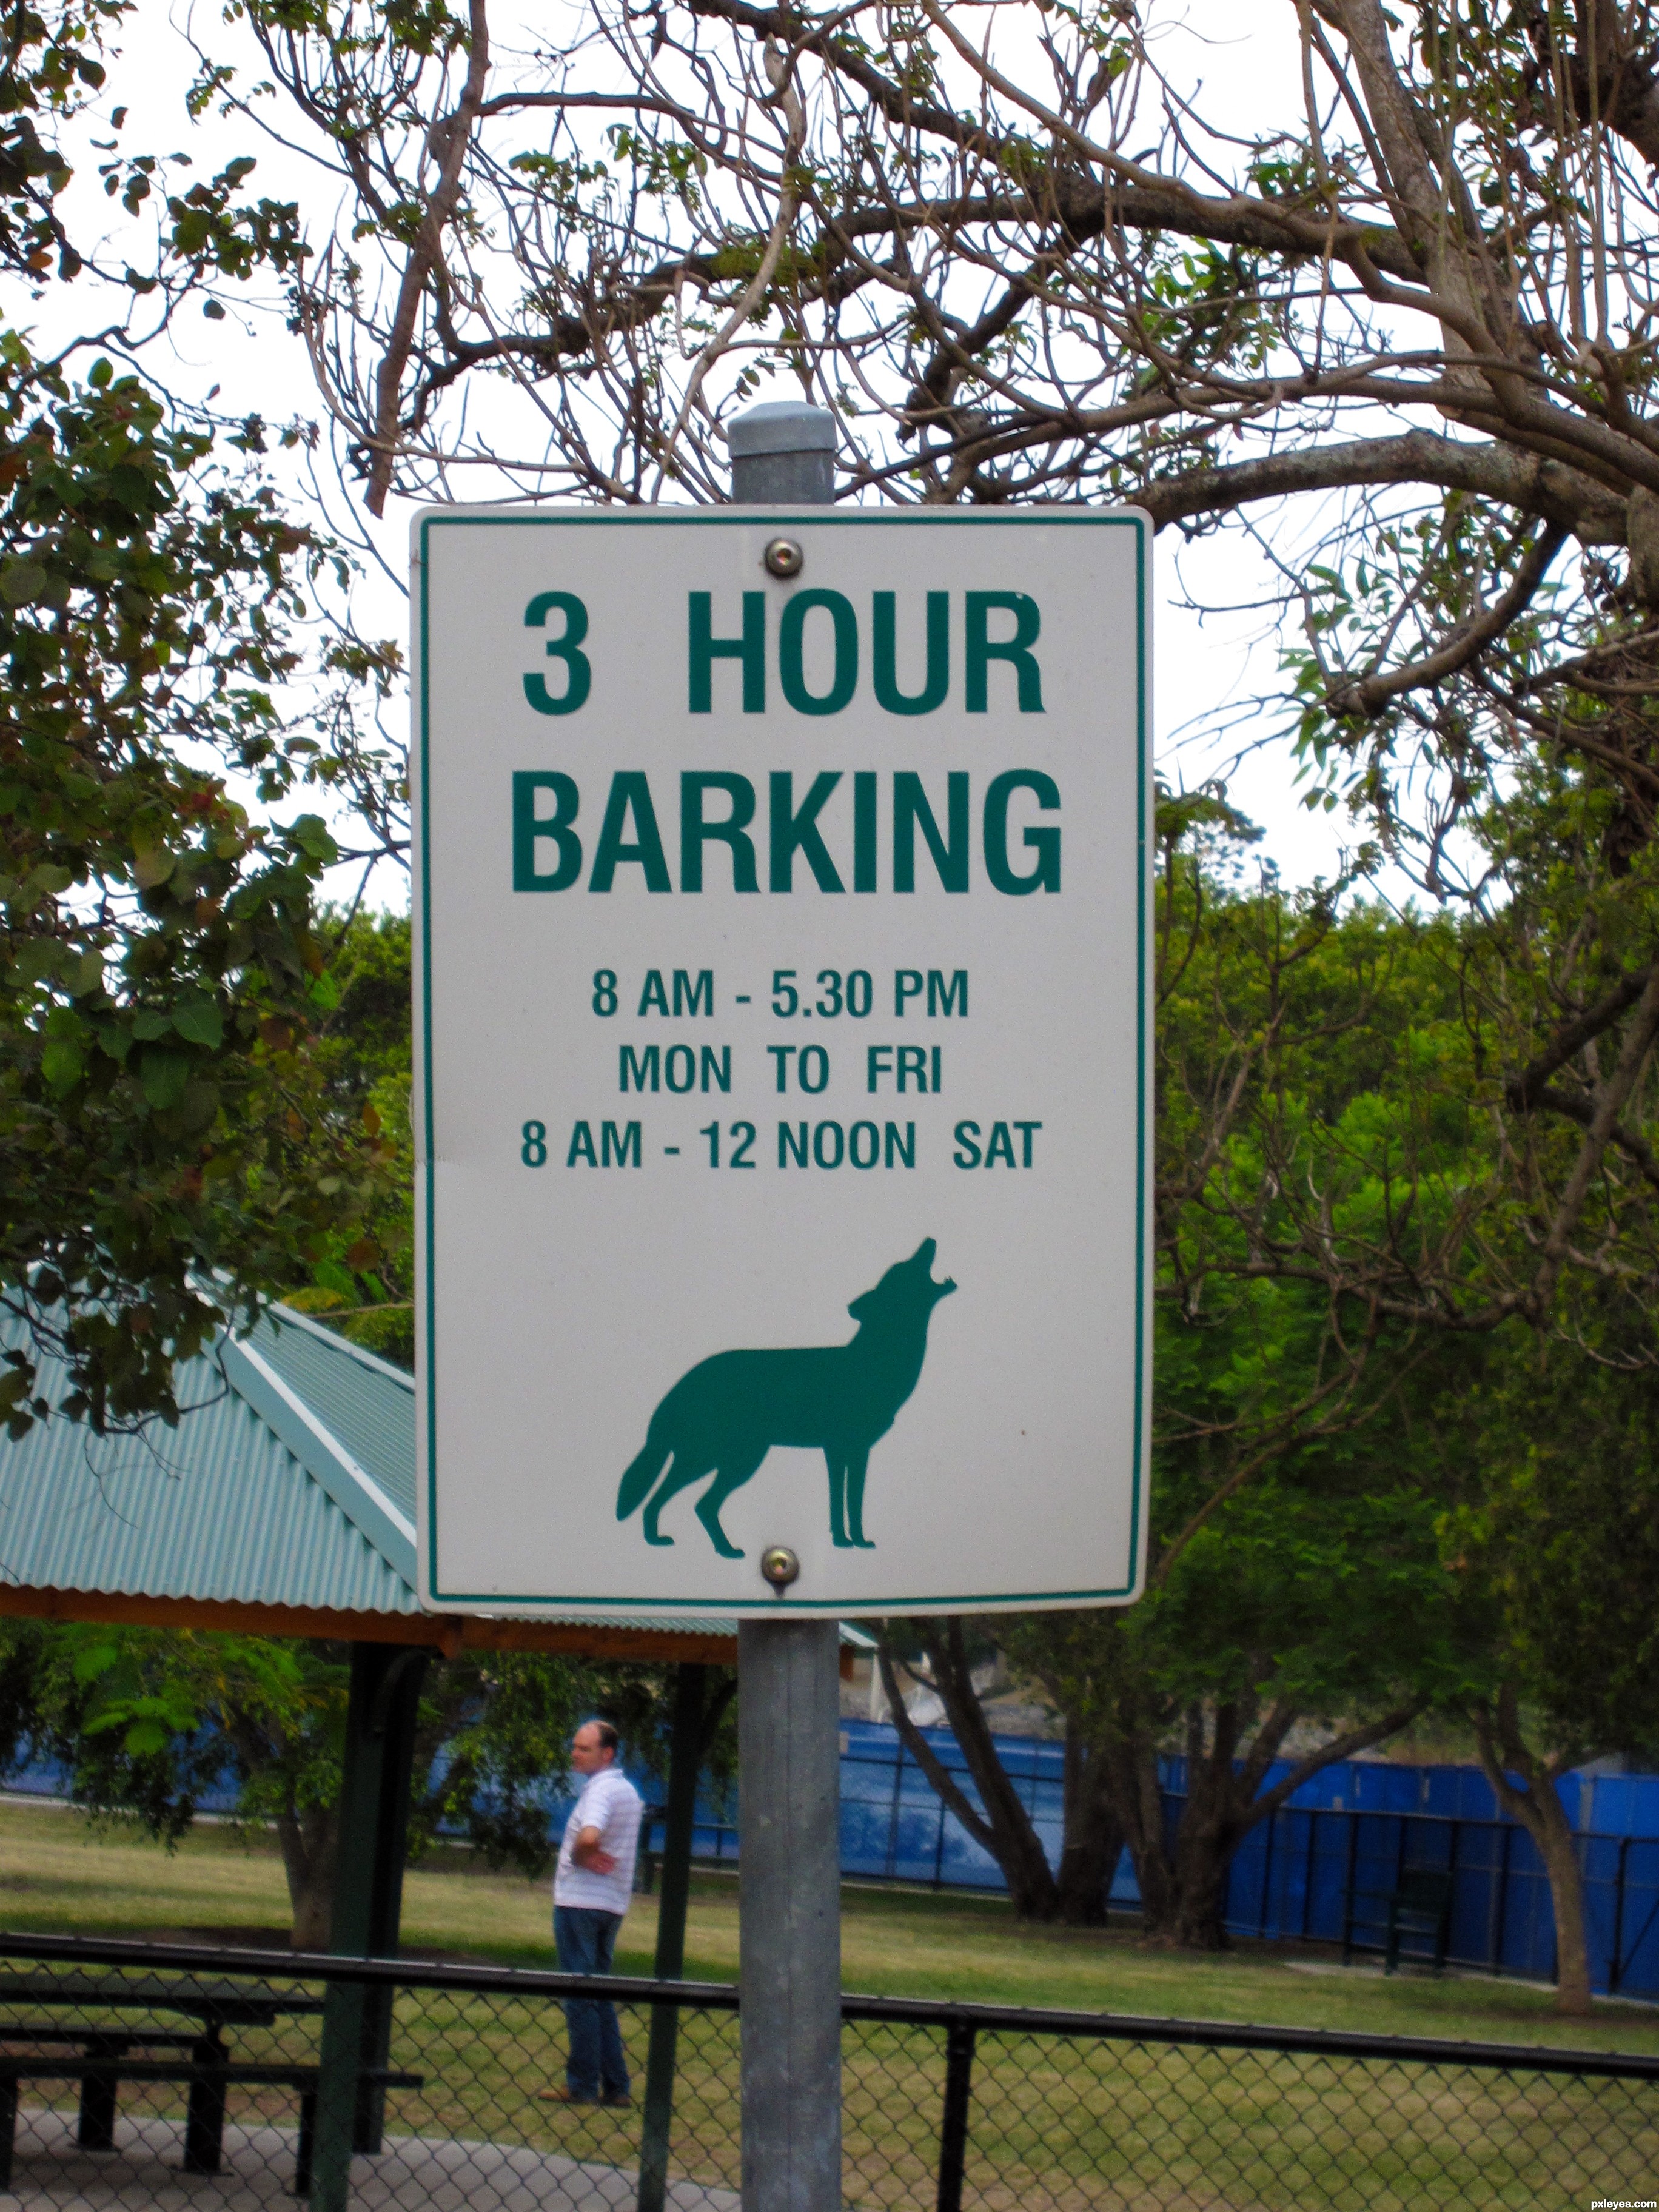 3 HOUR
BARKING
8 AM - 5.30 PM
MON TO FRI
8 AM - 12 NOON SAT
pxleyes.com